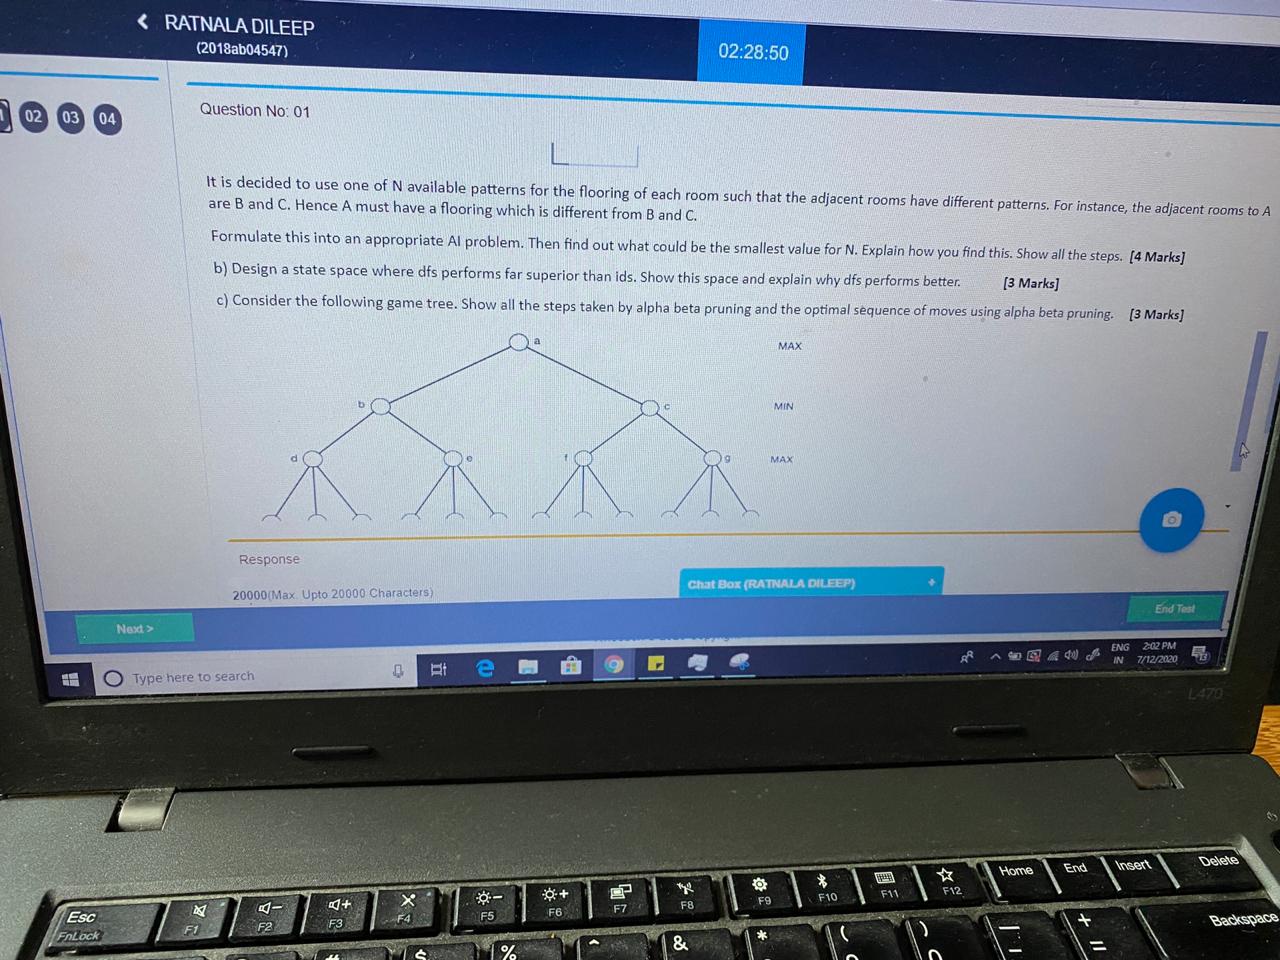 RATNALA DILEEP
(2018ab04547)
02:28:50
02 03 04
Question No: 01
It is decided to use one of N available patterns for the flooring of each room such that the adjacent rooms have different patterns. For instance, the adjacent rooms to A
are B and C. Hence A must have a flooring which is different from B and C.
Formulate this into an appropriate AI problem. Then find out what could be the smallest value for N. Explain how you find this. Show all the steps. [4 Marks]
b) Design a state space where dfs performs far superior than ids. Show this space and explain why dfs performs better. [3 Marks]
c) Consider the following game tree. Show all the steps taken by alpha beta pruning and the optimal sequence of moves using alpha beta pruning. [3 Marks]
a MAX
b c MIN
d e f g MAX
Response
20000(Max. Upto 20000 Characters)
Chat Box (RATNALA DILEEP) +
Next >
End Test
Type here to search
ENG 2:02 PM
IN 7/12/2020
L470
Esc
FnLock
F1 F2 F3 F4 F5 F6 F7 F8 F9 F10 F11 F12
Home End Insert Delete
# $ % ^ & * ( ) — + =
Backspace